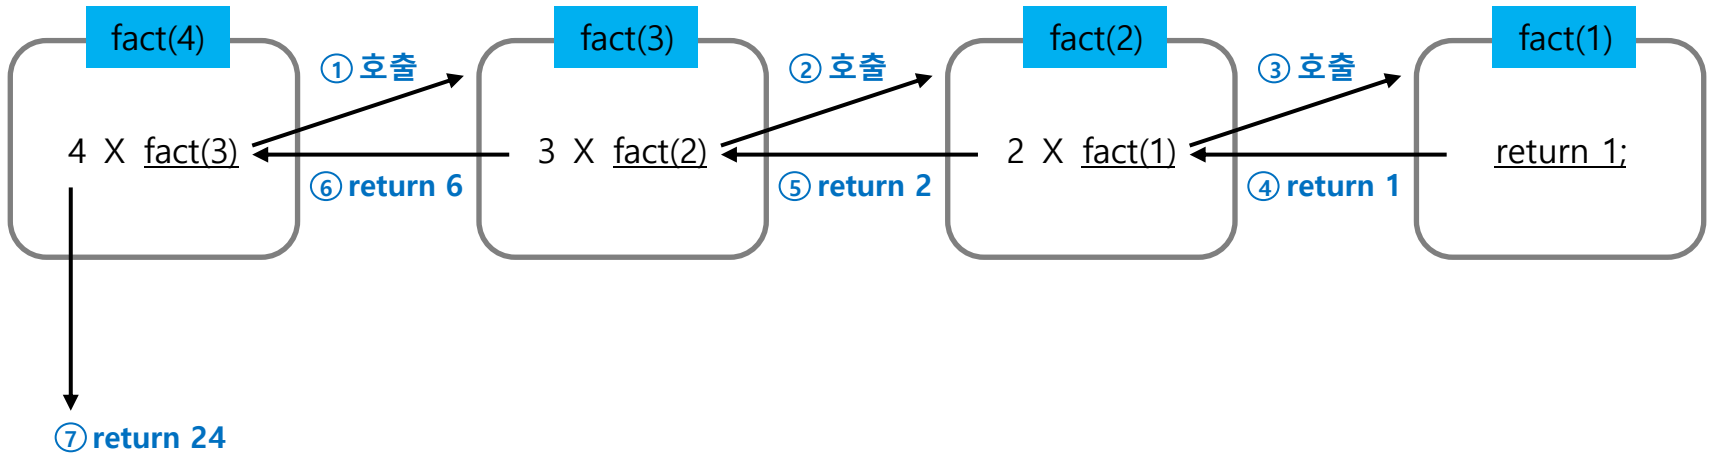 fact(4)
fact(3)
fact(2)
fact(1)
① 호출
② 호출
③ 호출
4 X fact(3)
3 X fact(2)
2 X fact(1)
return 1;
⑥ return 6
⑤ return 2
④ return 1
⑦ return 24